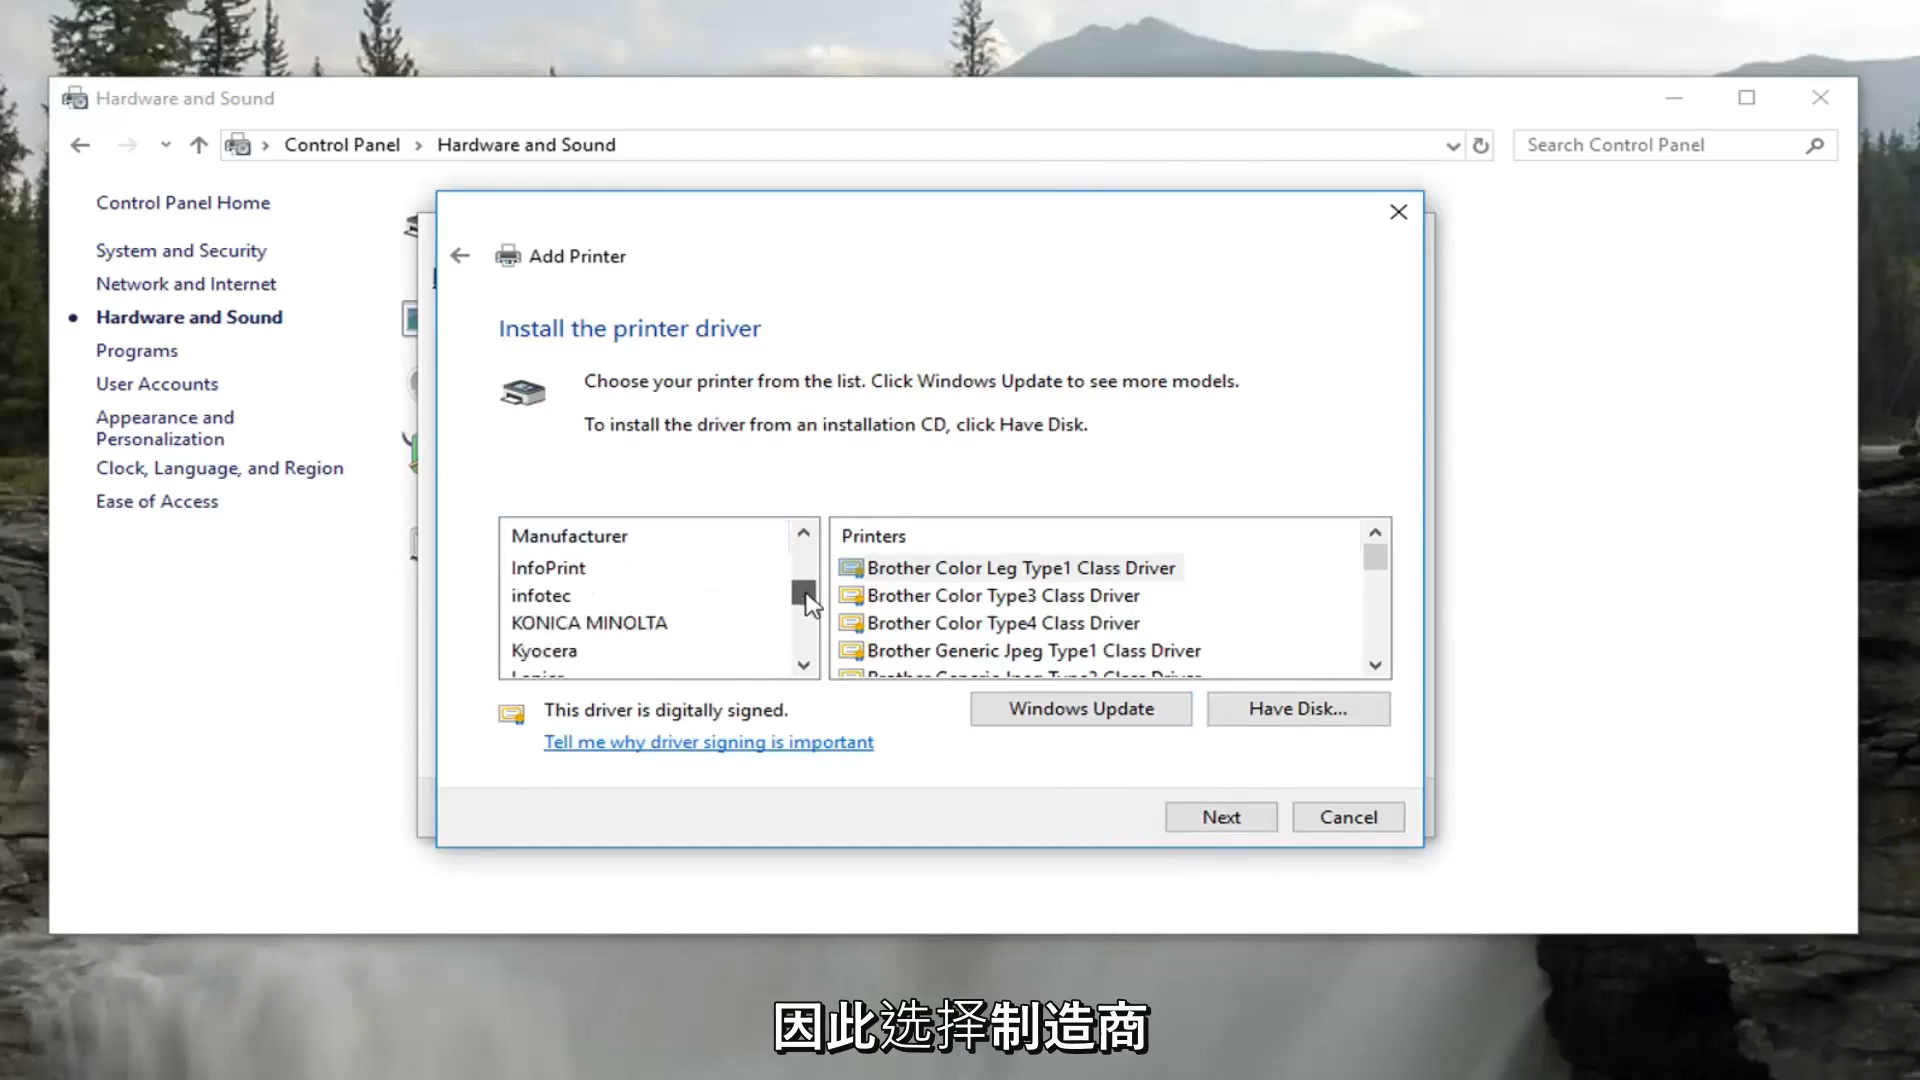 Hardware and Sound
Control Panel
Hardware and Sound
Search Control Panel
Control Panel Home
System and Security
Network and Internet
Hardware and Sound
Programs
User Accounts
Appearance and
Personalization
Clock, Language, and Region
Ease of Access
Add Printer
Install the printer driver
Choose your printer from the list. Click Windows Update to see more models.
To install the driver from an installation CD, click Have Disk.
Manufacturer
InfoPrint
infotec
KONICA MINOLTA
Kyocera
Printers
Brother Color Leg Type1 Class Driver
Brother Color Type3 Class Driver
Brother Color Type4 Class Driver
Brother Generic Jpeg Type1 Class Driver
This driver is digitally signed.
Tell me why driver signing is important
Windows Update
Have Disk...
Next
Cancel
因此选择制造商